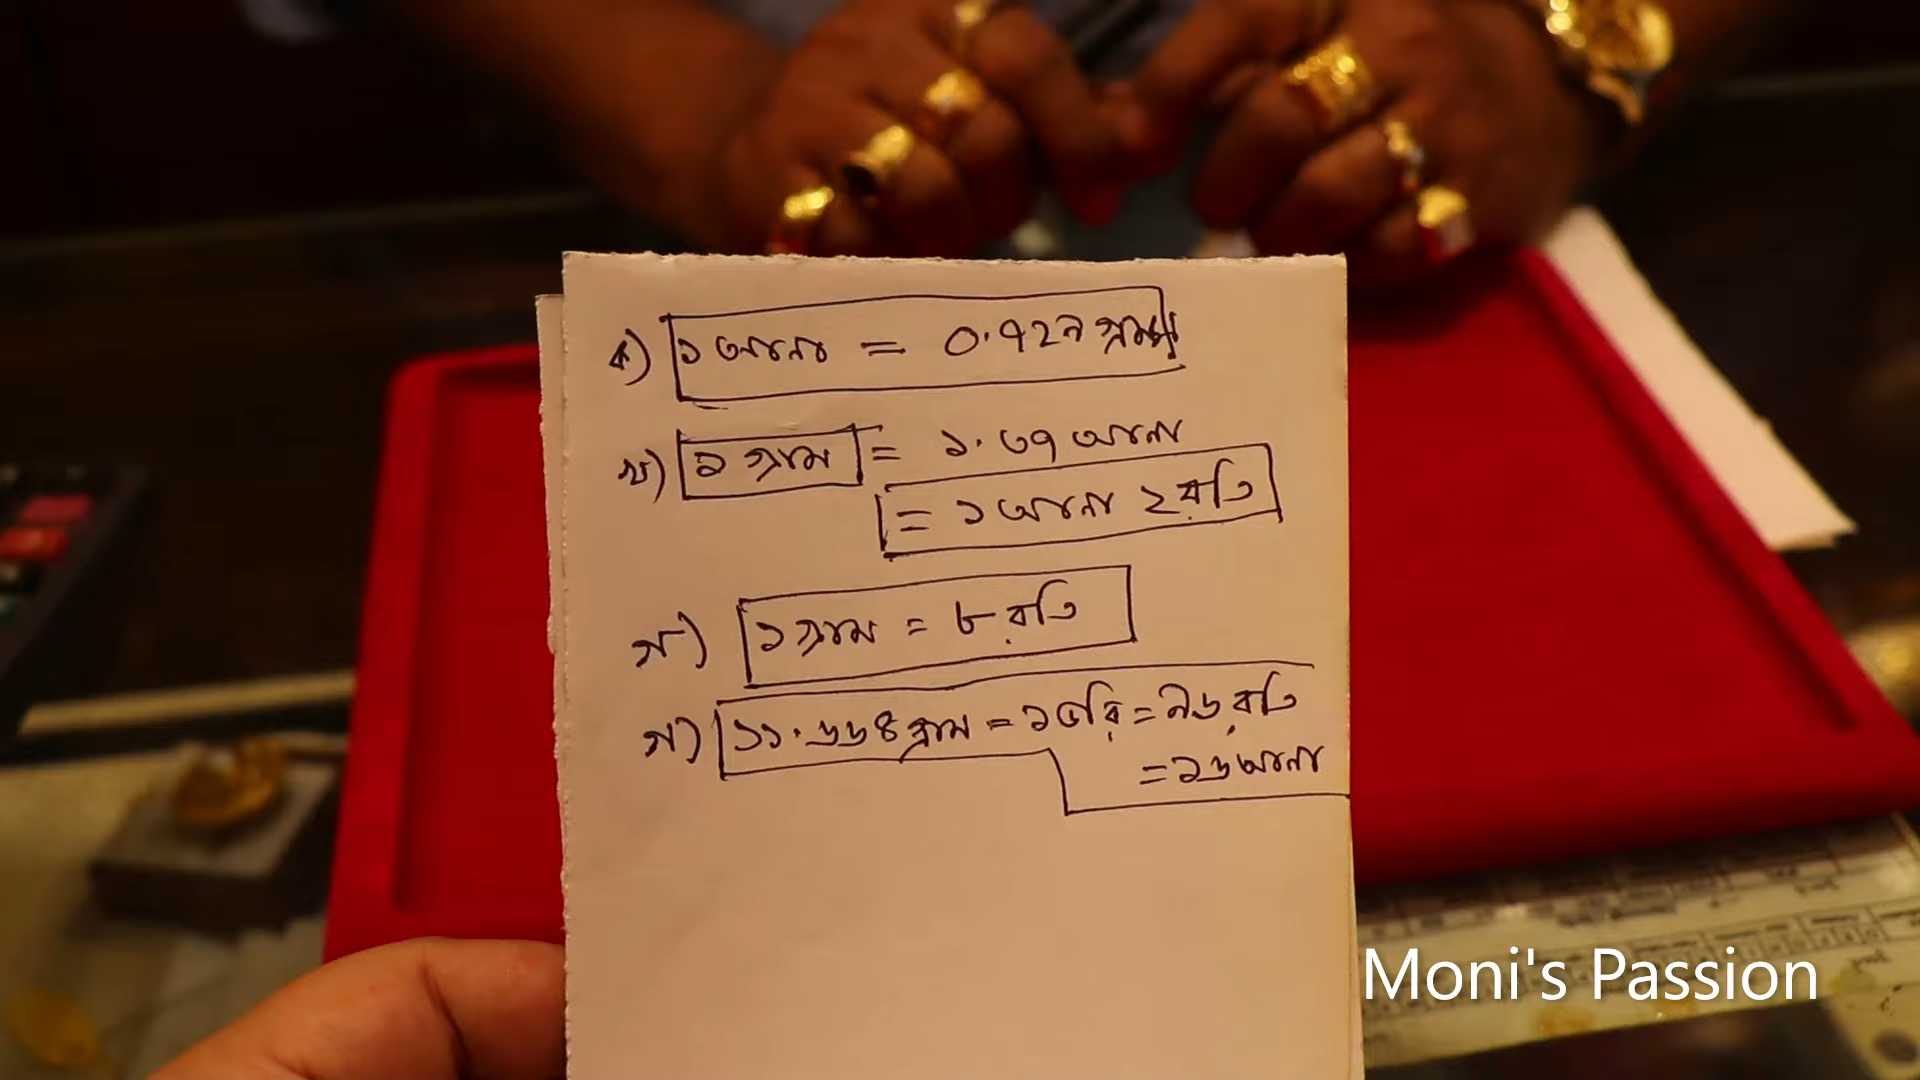 ক) ১ আনা = ০.৭২৯ গ্রাম
খ) ১ গ্রাম = ১.৩৭ আনা
= ১ আনা ২ রতি
গ) ১ গ্রাম = ৮ রতি
১১.৬৬৪ গ্রাম = ১ ভরি = ৯৬ রতি
= ১৬ আনা
Moni's Passion